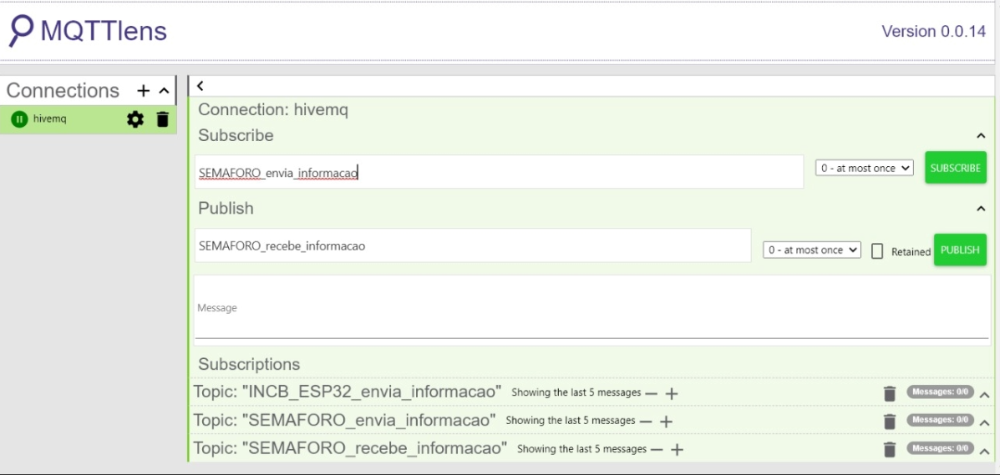 MQTTlens
Version 0.0.14
Connections
hivemq
Connection: hivemq
Subscribe
SEMAFORO_envia_informacao
0 - at most once
SUBSCRIBE
Publish
SEMAFORO_recebe_informacao
0 - at most once
Retained
PUBLISH
Message
Subscriptions
Topic: "INCB_ESP32_envia_informacao" Showing the last 5 messages — +
Messages: 0/0
Topic: "SEMAFORO_envia_informacao" Showing the last 5 messages — +
Messages: 0/0
Topic: "SEMAFORO_recebe_informacao" Showing the last 5 messages — +
Messages: 0/0